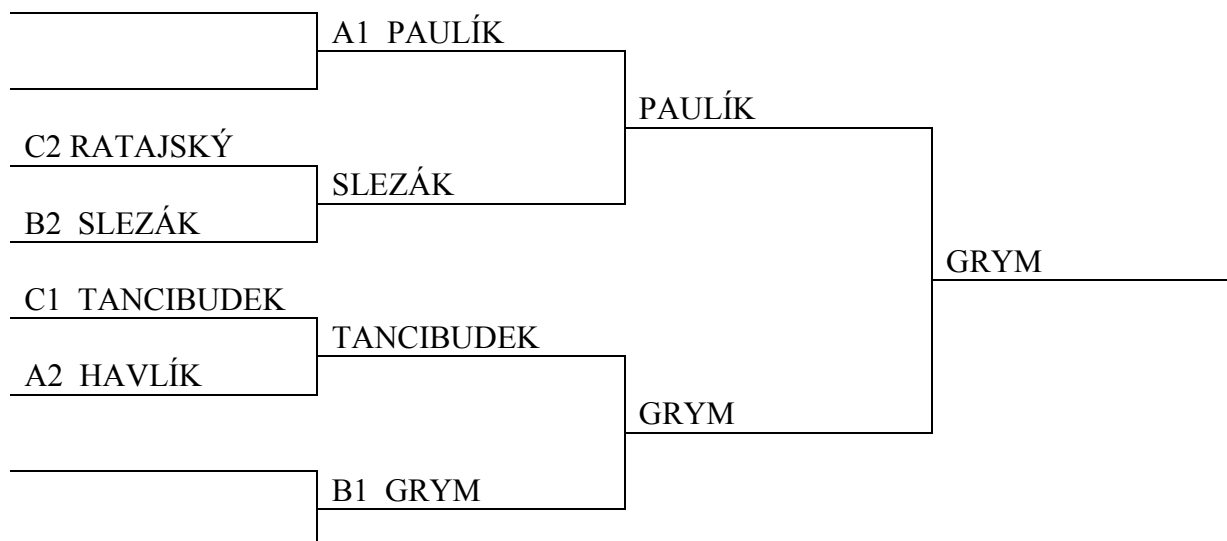 A1 PAULÍK
PAULÍK
C2 RATAJSKÝ
SLEZÁK
B2 SLEZÁK
GRYM
C1 TANCIBUDEK
TANCIBUDEK
A2 HAVLÍK
GRYM
B1 GRYM